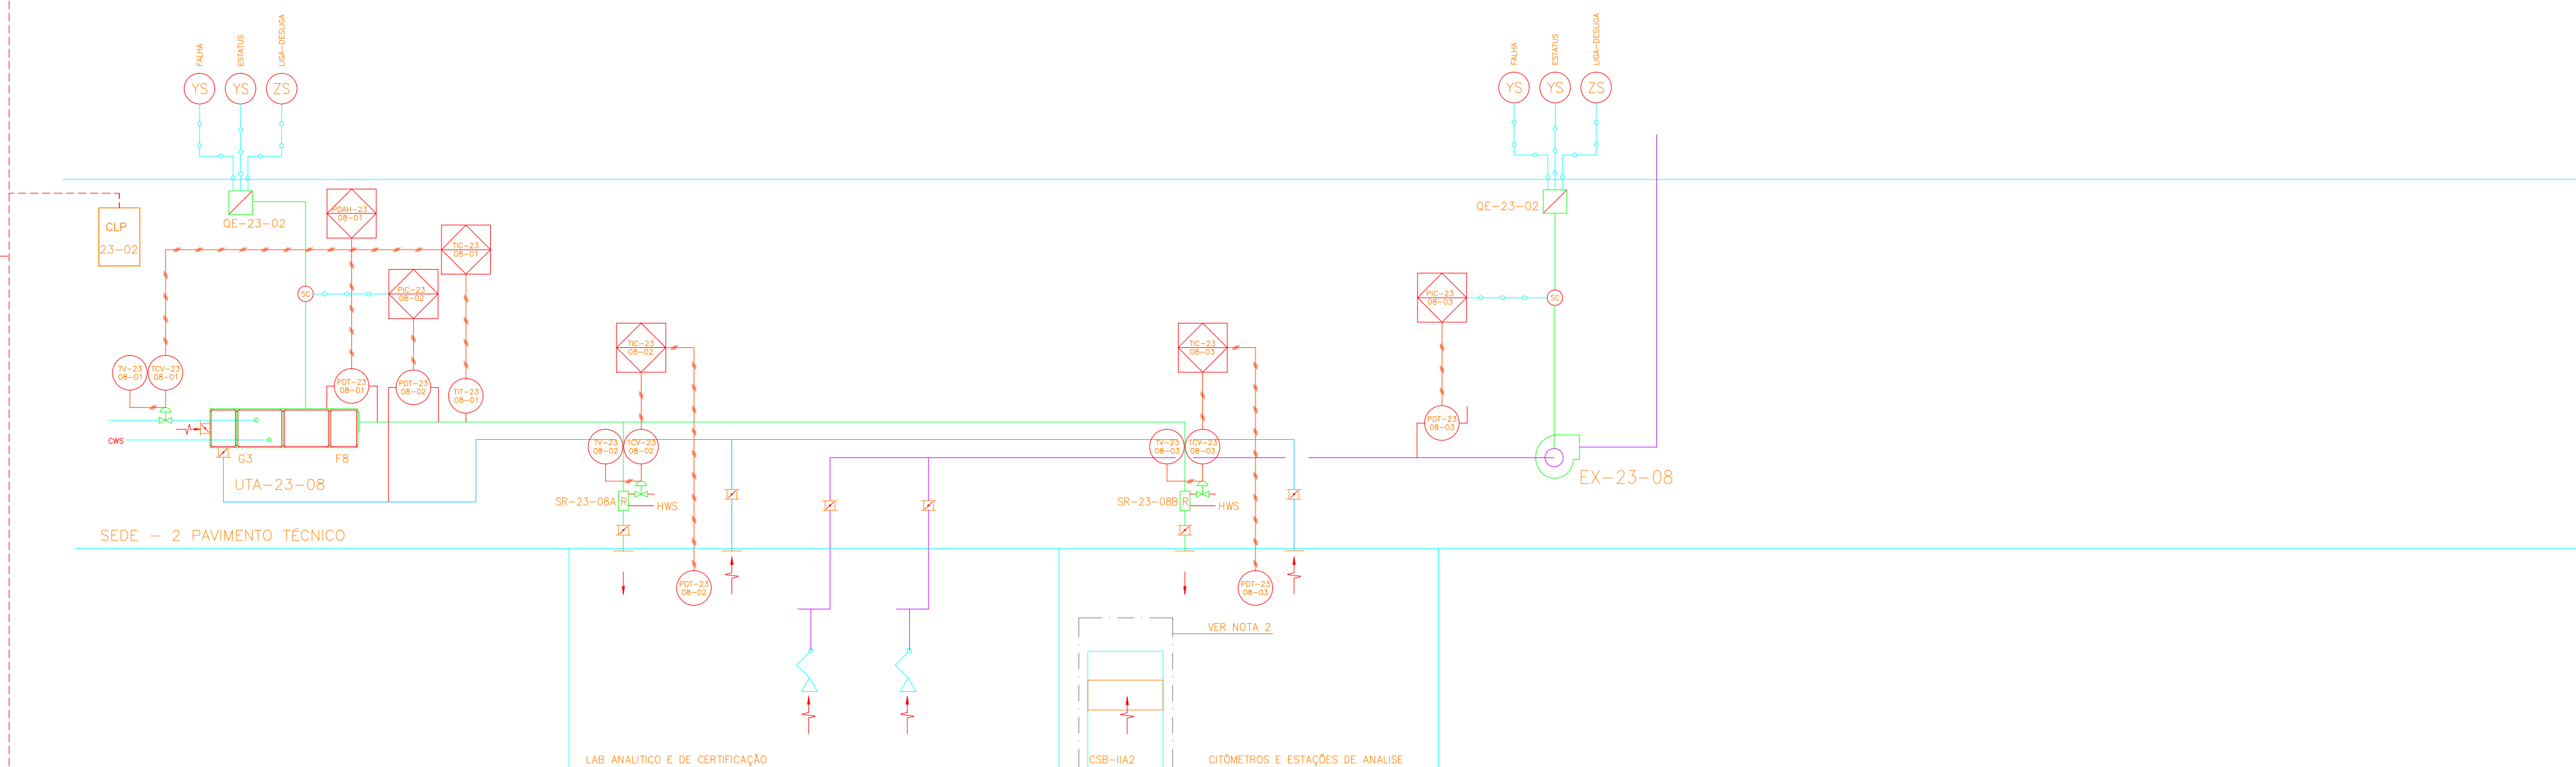 FALHA
ESTATUS
LIGA-DESLIGA
YS
YS
ZS
FALHA
ESTATUS
LIGA-DESLIGA
YS
YS
ZS
CLP
23-02
QE-23-02
PDAH-23
08-01
TIC-23
08-01
SC
PIC-23
08-02
QE-23-02
PIC-23
08-03
SC
TIC-23
08-02
TIC-23
08-03
TV-23
08-01
TCV-23
08-01
PDT-23
08-01
PDT-23
08-02
TIT-23
08-01
PDT-23
08-03
CWS
G3
F8
UTA-23-08
TV-23
08-02
TCV-23
08-02
TV-23
08-03
TCV-23
08-03
EX-23-08
SR-23-08A
R
HWS
SR-23-08B
R
HWS
SEDE - 2 PAVIMENTO TÉCNICO
PDT-23
08-02
PDT-23
08-03
VER NOTA 2
LAB ANALITICO E DE CERTIFICAÇÃO
CSB-IIA2
CITÔMETROS E ESTAÇÕES DE ANALISE